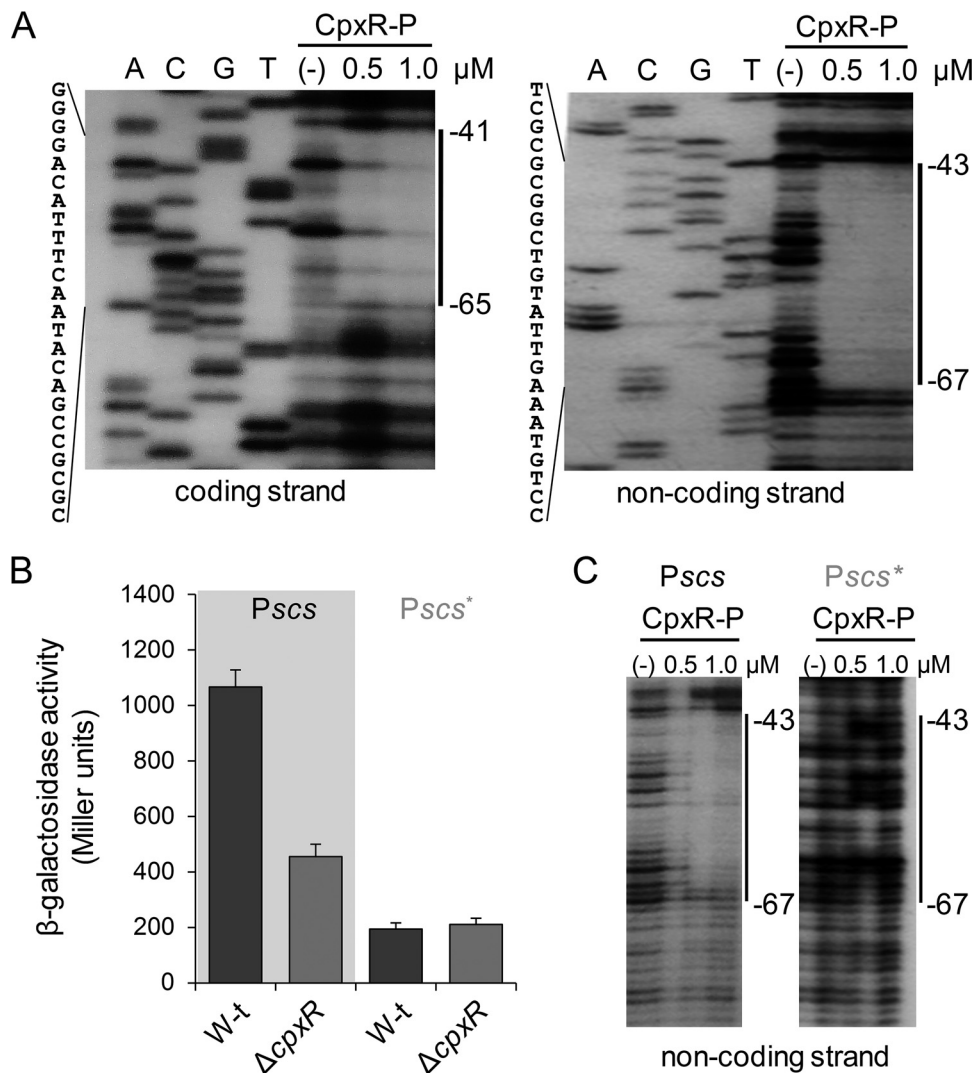 A
CpxR-P
A C G T (-) 0.5 1.0 µM
GGGGACATTTCAATACAGCCGCGC
-41
-65
coding strand
CpxR-P
A C G T (-) 0.5 1.0 µM
TCGCGCGGCTGTATTGAAATGTCC
-43
-67
non-coding strand
B
β-galactosidase activity
(Miller units)
1400
1200
1000
800
600
400
200
0
Pscs
Pscs*
W-t
ΔcpxR
W-t
ΔcpxR
C
Pscs
CpxR-P
(-) 0.5 1.0 µM
-43
-67
Pscs*
CpxR-P
(-) 0.5 1.0 µM
-43
-67
non-coding strand